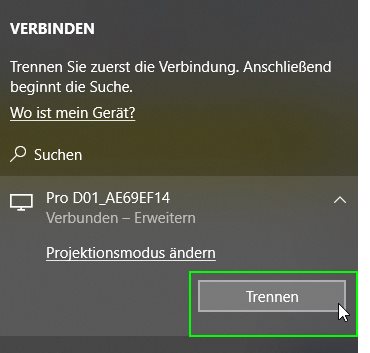 VERBINDEN
Trennen Sie zuerst die Verbindung. Anschließend
beginnt die Suche.
Wo ist mein Gerät?
Suchen
Pro D01_AE69EF14
Verbunden – Erweitern
Projektionsmodus ändern
Trennen